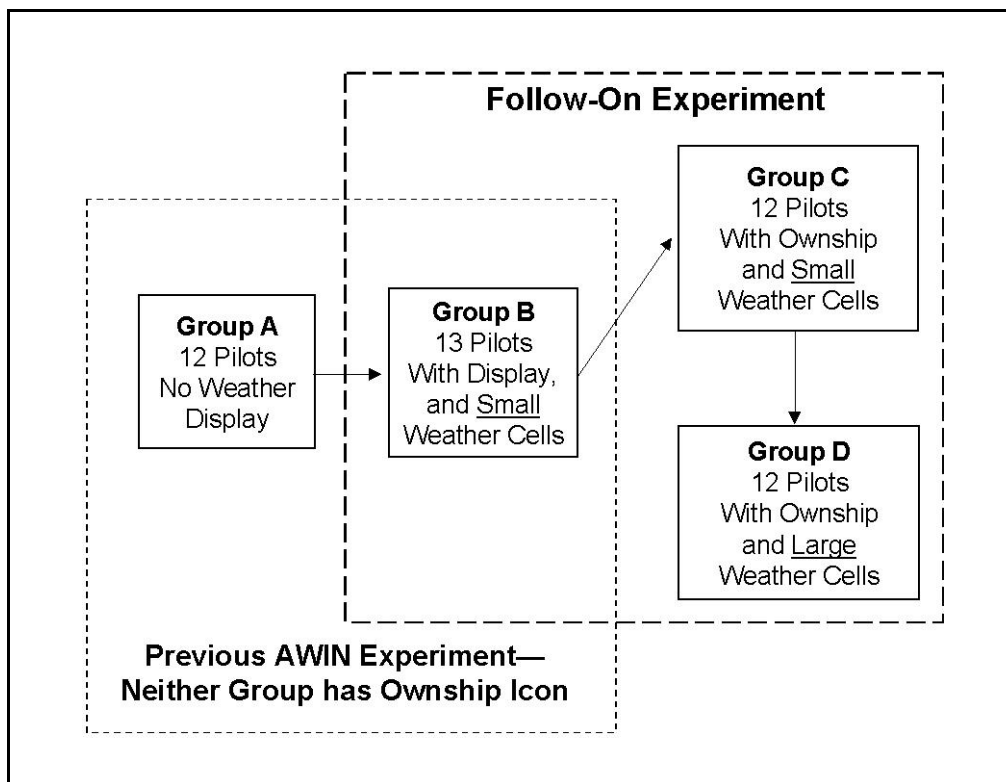 Follow-On Experiment
Group C
12 Pilots
With Ownship
and Small
Weather Cells
Group A
12 Pilots
No Weather
Display
Group B
13 Pilots
With Display,
and Small
Weather Cells
Group D
12 Pilots
With Ownship
and Large
Weather Cells
Previous AWIN Experiment—
Neither Group has Ownship Icon